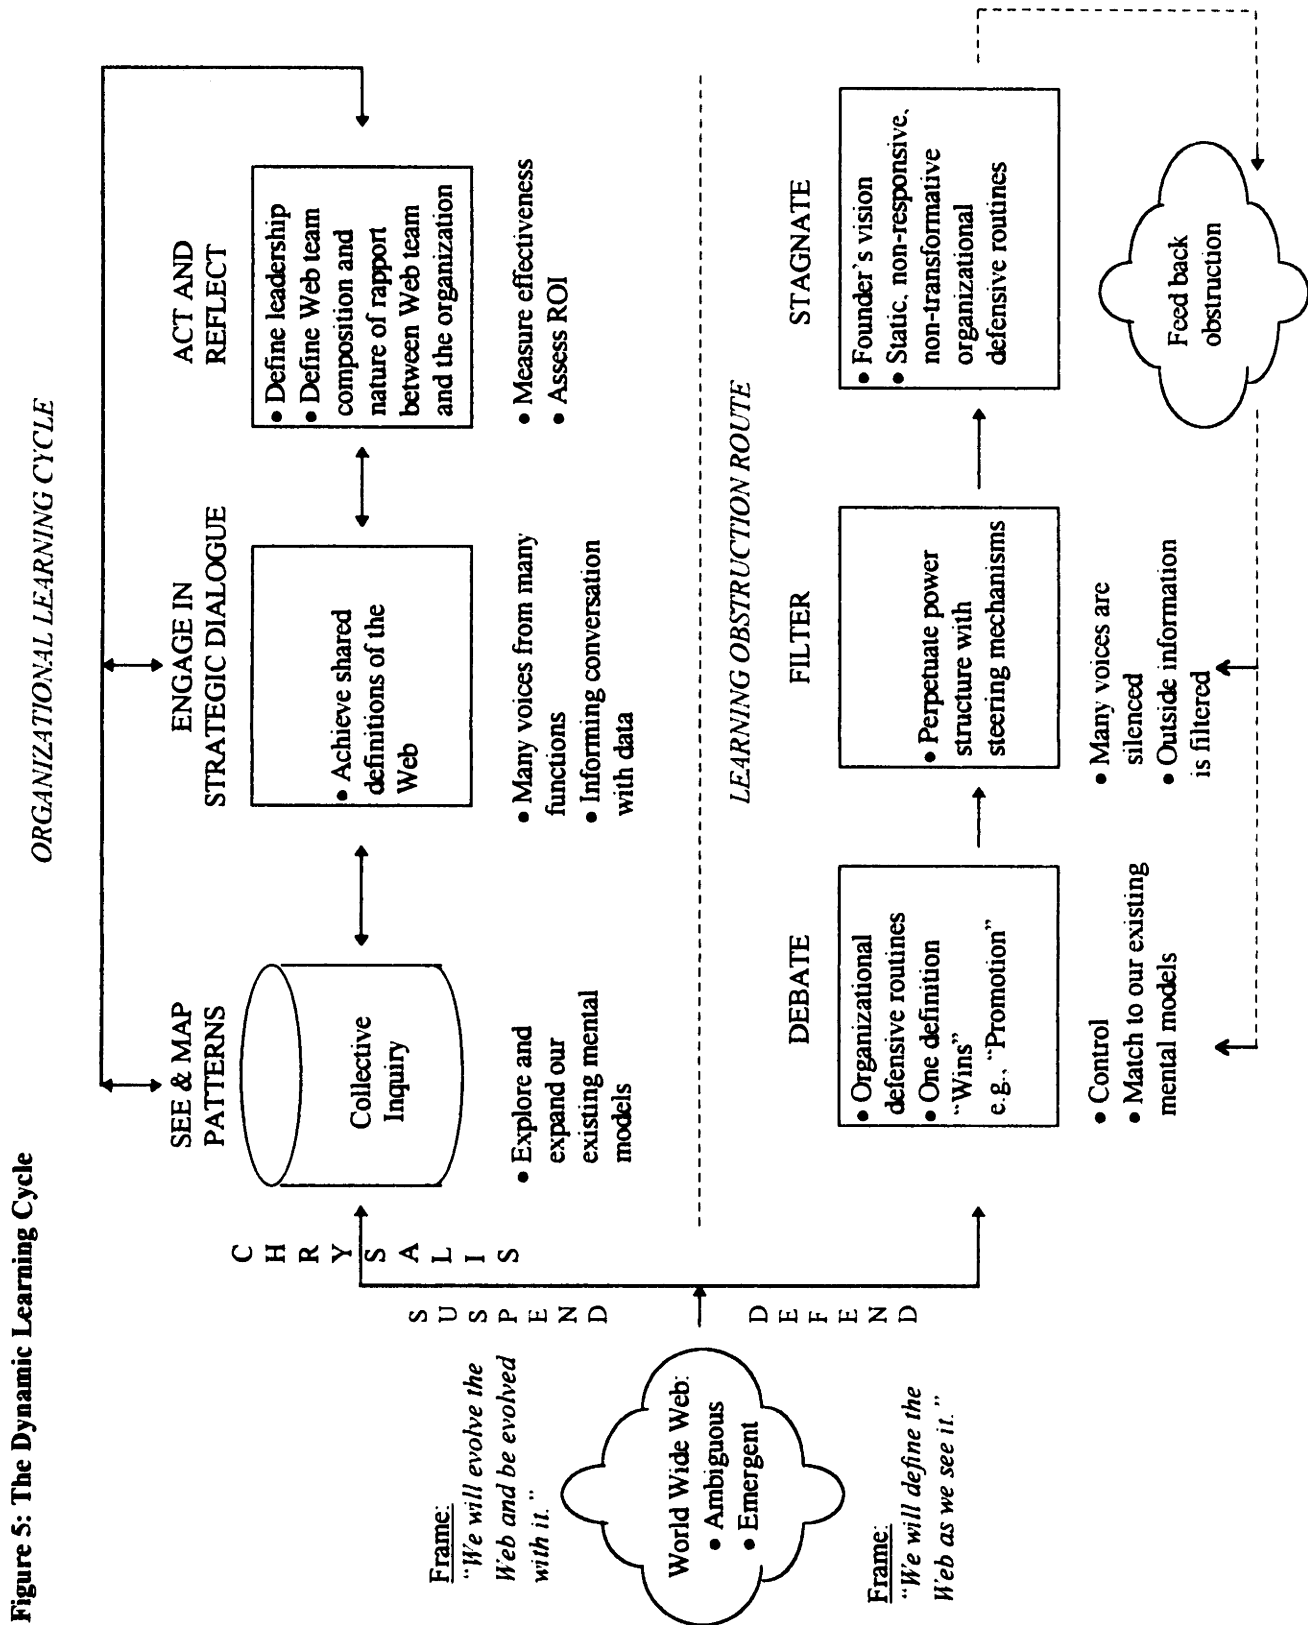 Figure 5: The Dynamic Learning Cycle
ORGANIZATIONAL LEARNING CYCLE
SEE & MAP
PATTERNS
Collective
Inquiry
• Explore and
expand our
existing mental
models
ENGAGE IN
STRATEGIC DIALOGUE
• Achieve shared
definitions of the
Web
• Many voices from many
functions
• Informing conversation
with data
ACT AND
REFLECT
• Define leadership
• Define Web team
composition and
nature of rapport
between Web team
and the organization
• Measure effectiveness
• Assess ROI
CHRYSALIS
SUSPEND
Frame:
"We will evolve the
Web and be evolved
with it."
World Wide Web:
• Ambiguous
• Emergent
DEFEND
Frame:
"We will define the
Web as we see it."
LEARNING OBSTRUCTION ROUTE
DEBATE
• Organizational
defensive routines
• One definition
"Wins"
e.g., "Promotion"
• Control
• Match to our existing
mental models
FILTER
• Perpetuate power
structure with
steering mechanisms
• Many voices are
silenced
• Outside information
is filtered
STAGNATE
• Founder's vision
• Static, non-responsive,
non-transformative
organizational
defensive routines
Feed back
obstruction